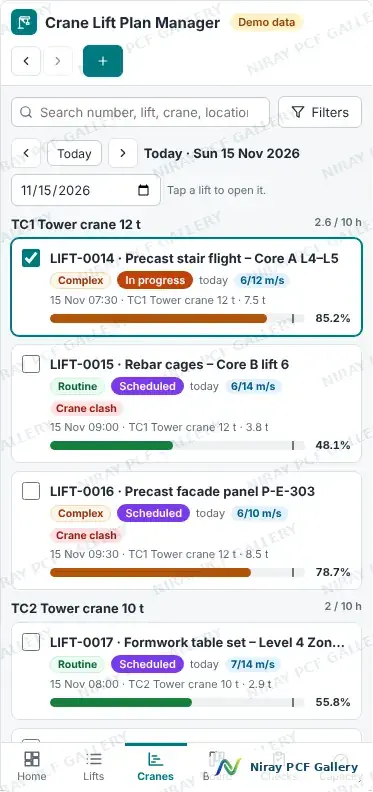 Crane Lift Plan Manager
Demo data
Search number, lift, crane, location
Filters
Today
Today · Sun 15 Nov 2026
11/15/2026
Tap a lift to open it.
TC1 Tower crane 12 t
2.6 / 10 h
LIFT-0014 · Precast stair flight – Core A L4–L5
Complex
In progress
today
6/12 m/s
15 Nov 07:30 · TC1 Tower crane 12 t · 7.5 t
85.2%
LIFT-0015 · Rebar cages – Core B lift 6
Routine
Scheduled
today
6/14 m/s
Crane clash
15 Nov 09:00 · TC1 Tower crane 12 t · 3.8 t
48.1%
LIFT-0016 · Precast facade panel P-E-303
Complex
Scheduled
today
6/10 m/s
Crane clash
15 Nov 09:30 · TC1 Tower crane 12 t · 8.5 t
78.7%
TC2 Tower crane 10 t
2 / 10 h
LIFT-0017 · Formwork table set – Level 4 Zon...
Routine
Scheduled
today
7/14 m/s
15 Nov 08:00 · TC2 Tower crane 10 t · 2.9 t
55.8%
Home
Lifts
Cranes
Checks
Capacity
Niray PCF Gallery
NIRAY PCF GALLERY